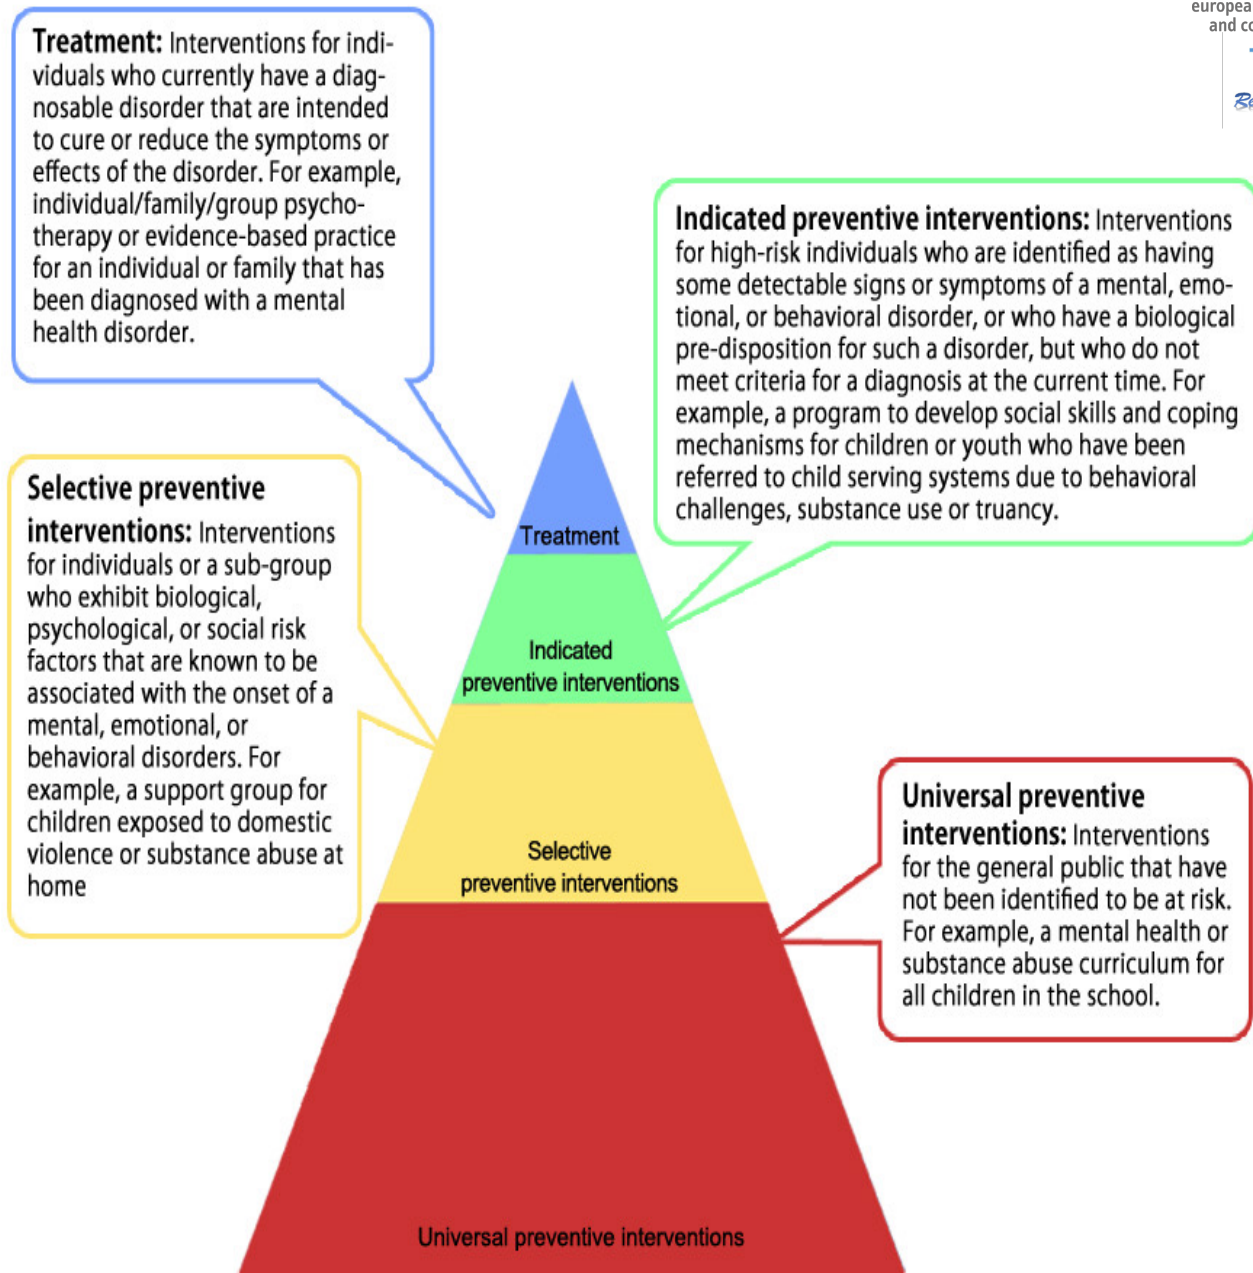 europea
and co
Treatment: Interventions for indi-
viduals who currently have a diag-
nosable disorder that are intended
to cure or reduce the symptoms or
effects of the disorder. For example,
individual/family/group psycho-
therapy or evidence-based practice
for an individual or family that has
been diagnosed with a mental
health disorder.
Indicated preventive interventions: Interventions
for high-risk individuals who are identified as having
some detectable signs or symptoms of a mental, emo-
tional, or behavioral disorder, or who have a biological
pre-disposition for such a disorder, but who do not
meet criteria for a diagnosis at the current time. For
example, a program to develop social skills and coping
mechanisms for children or youth who have been
referred to child serving systems due to behavioral
challenges, substance use or truancy.
Selective preventive
interventions: Interventions
for individuals or a sub-group
who exhibit biological,
psychological, or social risk
factors that are known to be
associated with the onset of a
mental, emotional, or
behavioral disorders. For
example, a support group for
children exposed to domestic
violence or substance abuse at
home
Treatment
Indicated
preventive interventions
Selective
preventive interventions
Universal preventive
interventions: Interventions
for the general public that have
not been identified to be at risk.
For example, a mental health or
substance abuse curriculum for
all children in the school.
Universal preventive interventions